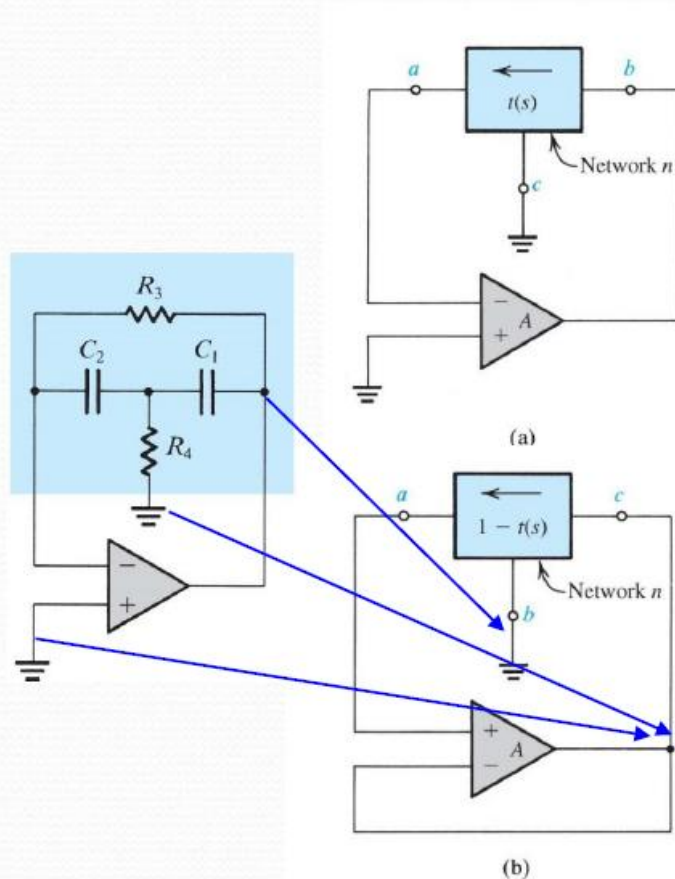 a
b
t(s)
Network n
c
− A
+
(a)
R3
C2 C1
R4
−
+
a
c
1 − t(s)
Network n
b
+
− A
(b)